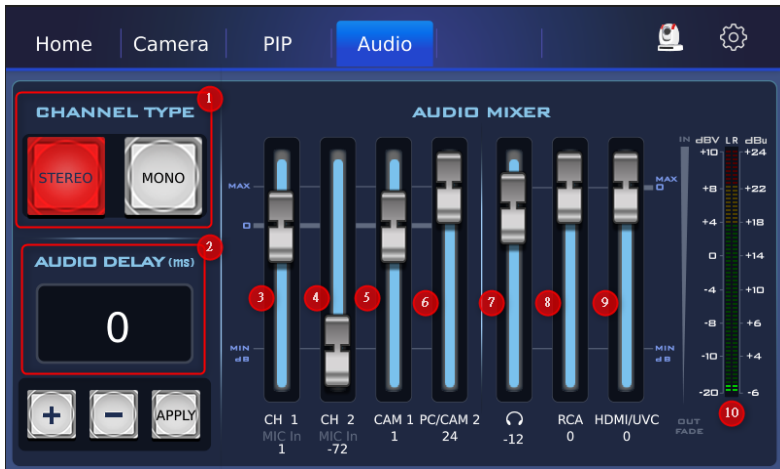 Home
Camera
PIP
Audio
CHANNEL TYPE
1
STEREO
MONO
AUDIO DELAY (ms)
2
0
+
−
APPLY
AUDIO MIXER
MAX
0
MIN
dB
3
4
5
6
7
8
9
MAX
0
MIN
dB
CH 1
MIC In
1
CH 2
MIC In
-72
CAM 1
1
PC/CAM 2
24
-12
RCA
0
HDMI/UVC
0
IN dBV L R dBu
+10 +24
+8 +22
+4 +18
0 +14
-4 +10
-8 +6
-10 +4
-20 -6
10
OUT
FADE